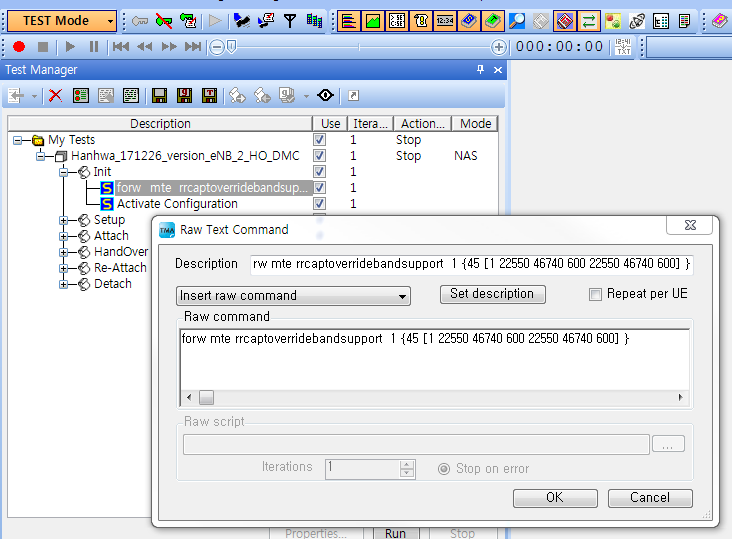 TEST Mode
000:00:00
Test Manager
Description Use Itera... Action... Mode
My Tests 1 Stop
Hanhwa_171226_version_eNB_2_HO_DMC 1 Stop NAS
Init 1
forw mte rrcaptoverridebandsup... 1
Activate Configuration 1
Setup
Attach
HandOver
Re-Attach
Detach
TMA Raw Text Command
Description rw mte rrcaptoverridebandsupport 1 {45 [1 22550 46740 600 22550 46740 600] }
Insert raw command Set description Repeat per UE
Raw command
forw mte rrcaptoverridebandsupport 1 {45 [1 22550 46740 600 22550 46740 600] }
Raw script
...
Iterations 1 Stop on error
OK Cancel
Properties... Run Stop